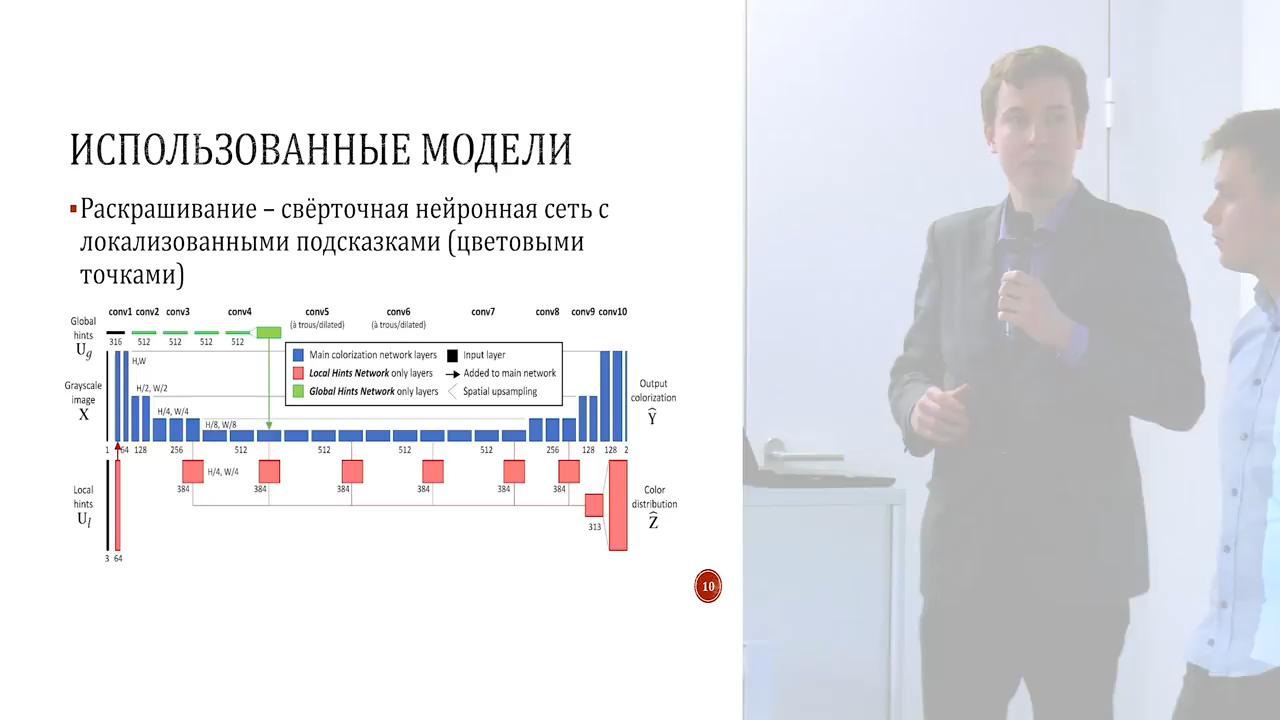 ИСПОЛЬЗОВАННЫЕ МОДЕЛИ
Раскрашивание – свёрточная нейронная сеть с
локализованными подсказками (цветовыми
точками)
conv1 conv2 conv3 conv4 conv5 conv6 conv7 conv8 conv9 conv10
(à trous/dilated) (à trous/dilated)
Global
hints
U_g
316 512 512 512 512
Main colorization network layers
Local Hints Network only layers
Global Hints Network only layers
Input layer
Added to main network
Spatial upsampling
H,W
H/2, W/2
H/4, W/4
H/8, W/8
Grayscale
image
X
Output
colorization
Ŷ
1 64 128 256 512 512 512 512 256 128 128 2
H/4, W/4
384 384 384 384 384 384
313
Local
hints
U_l
Color
distribution
Ẑ
3 64
10